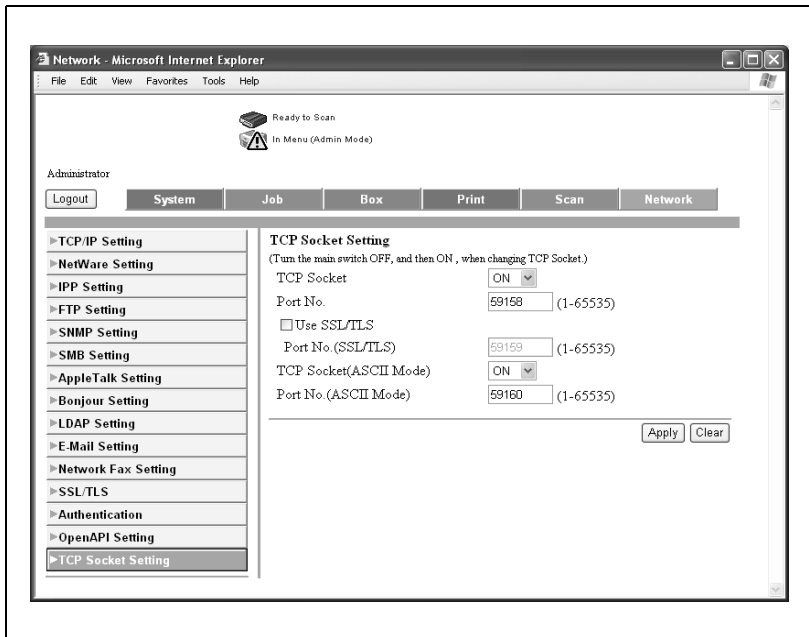 Network - Microsoft Internet Explorer
File Edit View Favorites Tools Help
Ready to Scan
In Menu (Admin Mode)
Administrator
Logout System Job Box Print Scan Network
TCP/IP Setting
NetWare Setting
IPP Setting
FTP Setting
SNMP Setting
SMB Setting
AppleTalk Setting
Bonjour Setting
LDAP Setting
E-Mail Setting
Network Fax Setting
SSL/TLS
Authentication
OpenAPI Setting
TCP Socket Setting
TCP Socket Setting
(Turn the main switch OFF, and then ON , when changing TCP Socket.)
TCP Socket ON
Port No. 59158 (1-65535)
Use SSL/TLS
Port No.(SSL/TLS) 59159 (1-65535)
TCP Socket(ASCII Mode) ON
Port No.(ASCII Mode) 59160 (1-65535)
Apply Clear